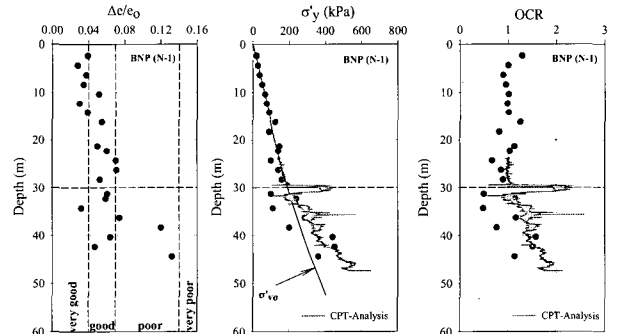 Δe/eo
0.00 0.04 0.08 0.12 0.16
BNP (N-1)
0
10
20
30
40
50
60
Depth (m)
very good
good
poor
very poor
σ'y (kPa)
0 200 400 600 800
BNP (N-1)
0
10
20
30
40
50
60
Depth (m)
σ'vo
CPT-Analysis
OCR
0 1 2 3
BNP (N-1)
0
10
20
30
40
50
60
Depth (m)
CPT-Analysis